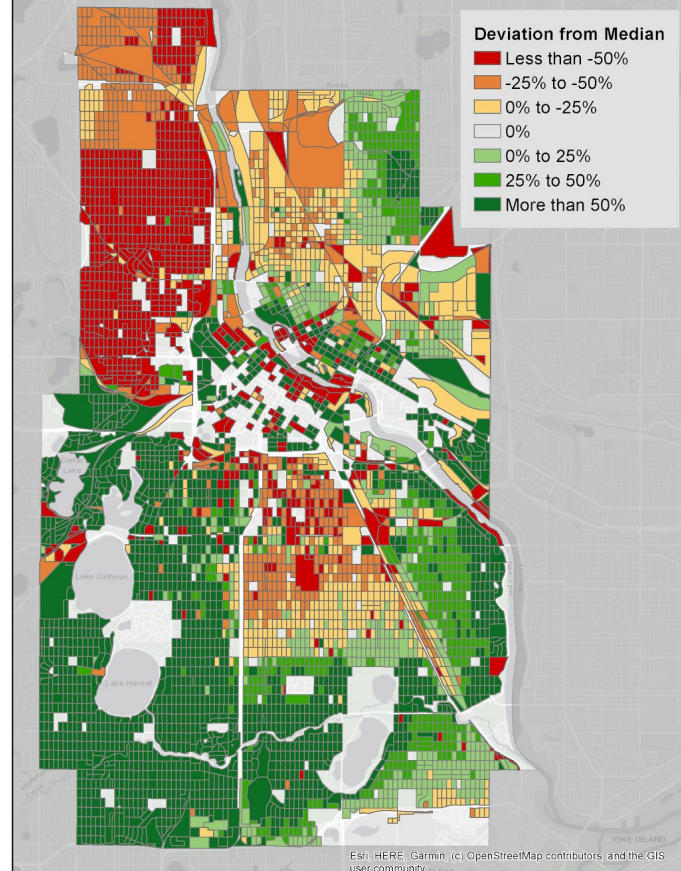 Deviation from Median
Less than -50%
-25% to -50%
0% to -25%
0%
0% to 25%
25% to 50%
More than 50%
Lake
Lake Calhoun
Lake Harriet
PIKE ISLAND
Esri, HERE, Garmin, (c) OpenStreetMap contributors, and the GIS
user community